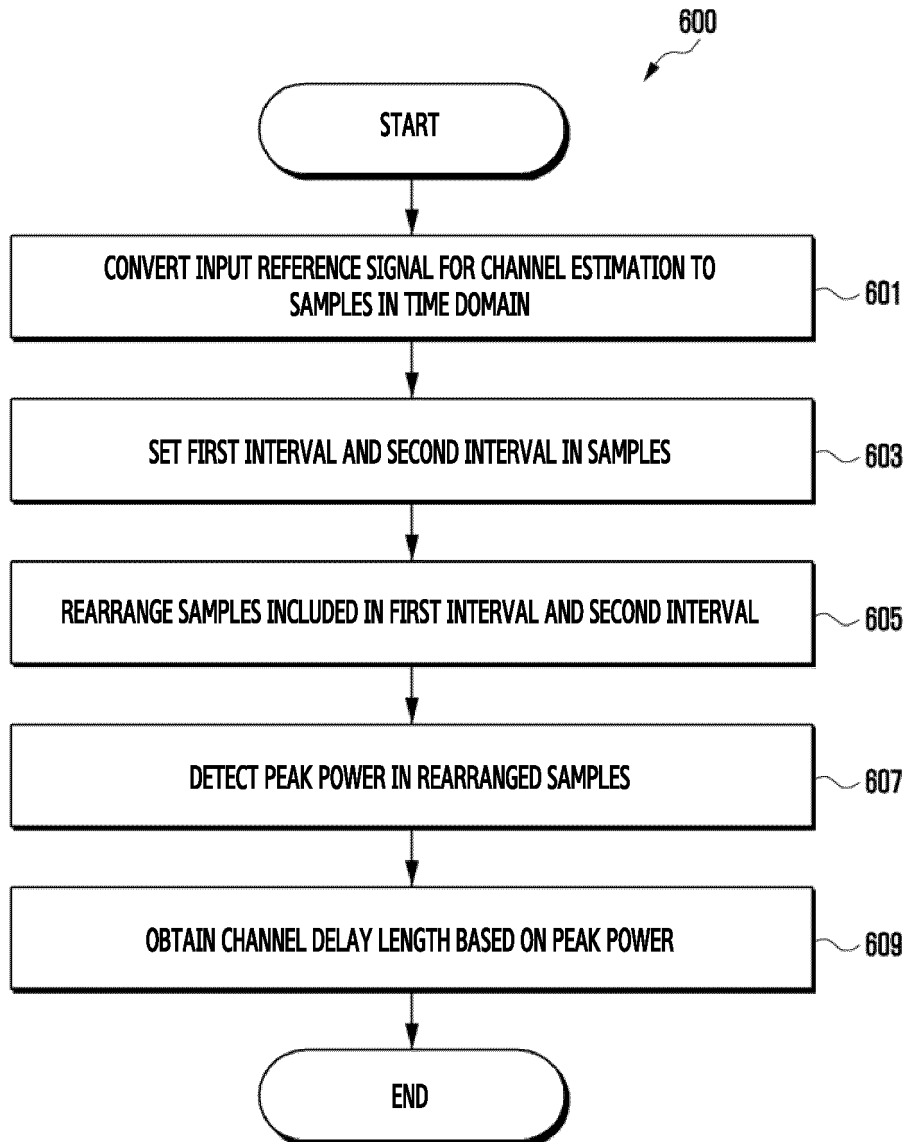 600
START
CONVERT INPUT REFERENCE SIGNAL FOR CHANNEL ESTIMATION TO
SAMPLES IN TIME DOMAIN
601
SET FIRST INTERVAL AND SECOND INTERVAL IN SAMPLES
603
REARRANGE SAMPLES INCLUDED IN FIRST INTERVAL AND SECOND INTERVAL
605
DETECT PEAK POWER IN REARRANGED SAMPLES
607
OBTAIN CHANNEL DELAY LENGTH BASED ON PEAK POWER
609
END